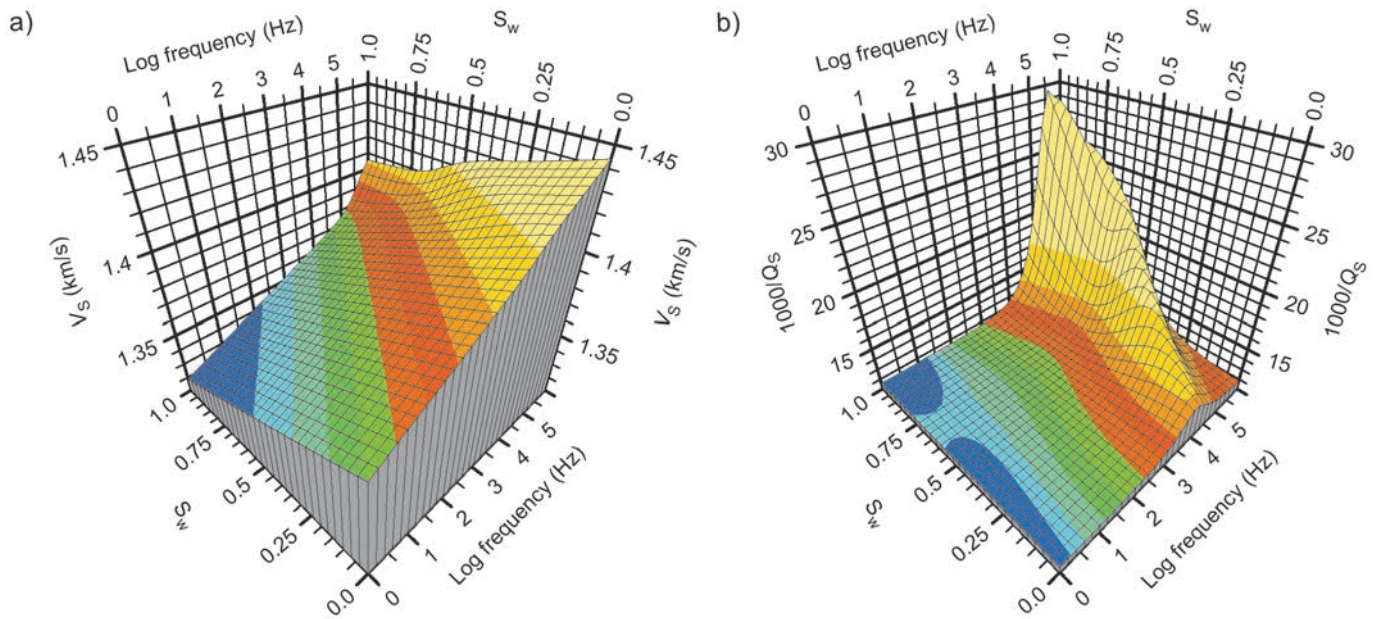 a)
Log frequency (Hz)
0 1 2 3 4 5
S_w
1.0 0.75 0.5 0.25 0.0
1.45 1.4 1.35
V_S (km/s)
1.45 1.4 1.35
V_S (km/s)
1.0 0.75 0.5 0.25 0.0
S_w
0 1 2 3 4 5
Log frequency (Hz)
b)
Log frequency (Hz)
0 1 2 3 4 5
S_w
1.0 0.75 0.5 0.25 0.0
30 25 20 15
1000/Q_S
30 25 20 15
1000/Q_S
1.0 0.75 0.5 0.25 0.0
S_w
0 1 2 3 4 5
Log frequency (Hz)